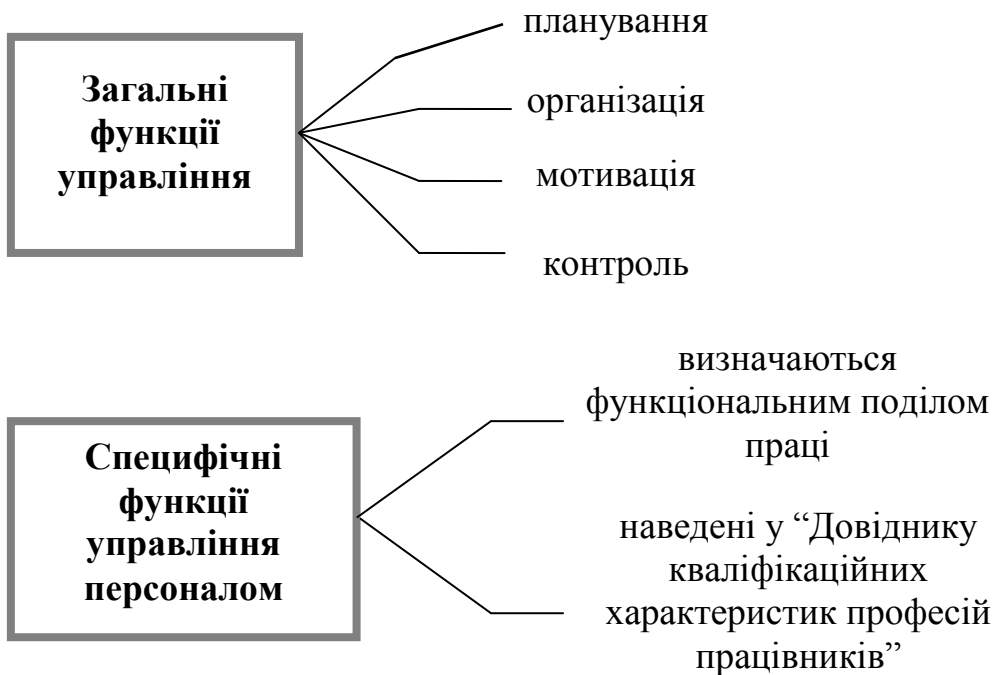 Загальні
функції
управління
планування
організація
мотивація
контроль
Специфічні
функції
управління
персоналом
визначаються
функціональним поділом
праці
наведені у “Довіднику
кваліфікаційних
характеристик професій
працівників”